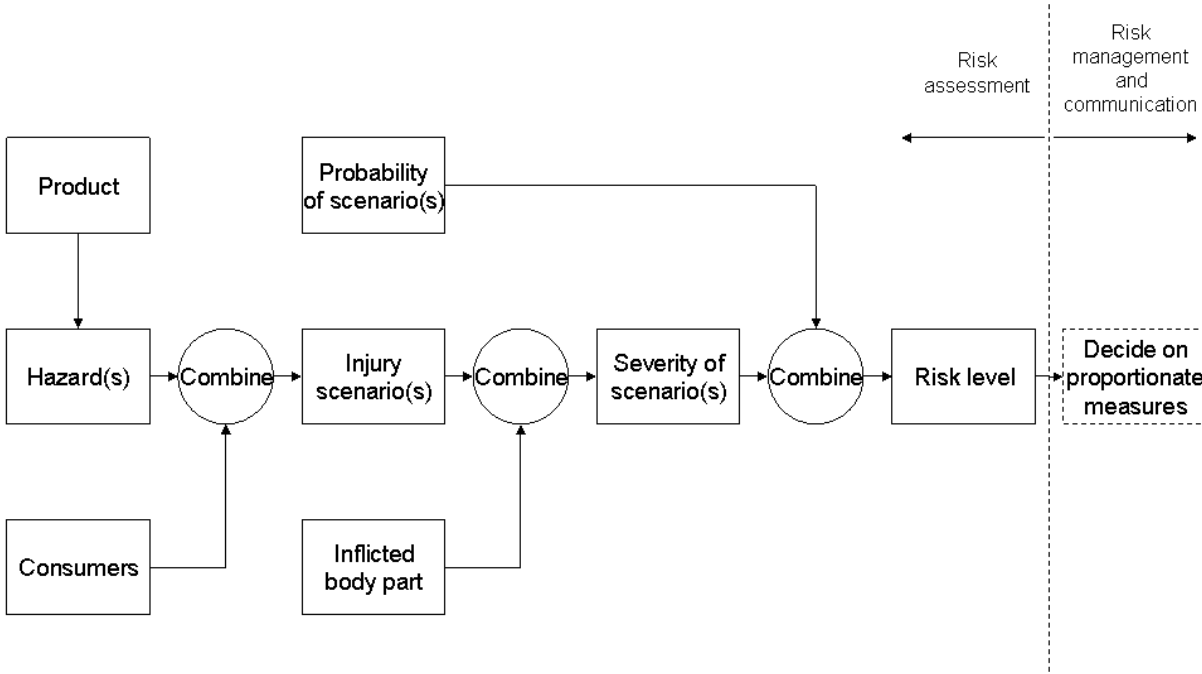 Risk
assessment
Risk
management
and
communication
Product
Probability
of scenario(s)
Hazard(s)
Combine
Injury
scenario(s)
Combine
Severity of
scenario(s)
Combine
Risk level
Decide on
proportionate
measures
Consumers
Inflicted
body part